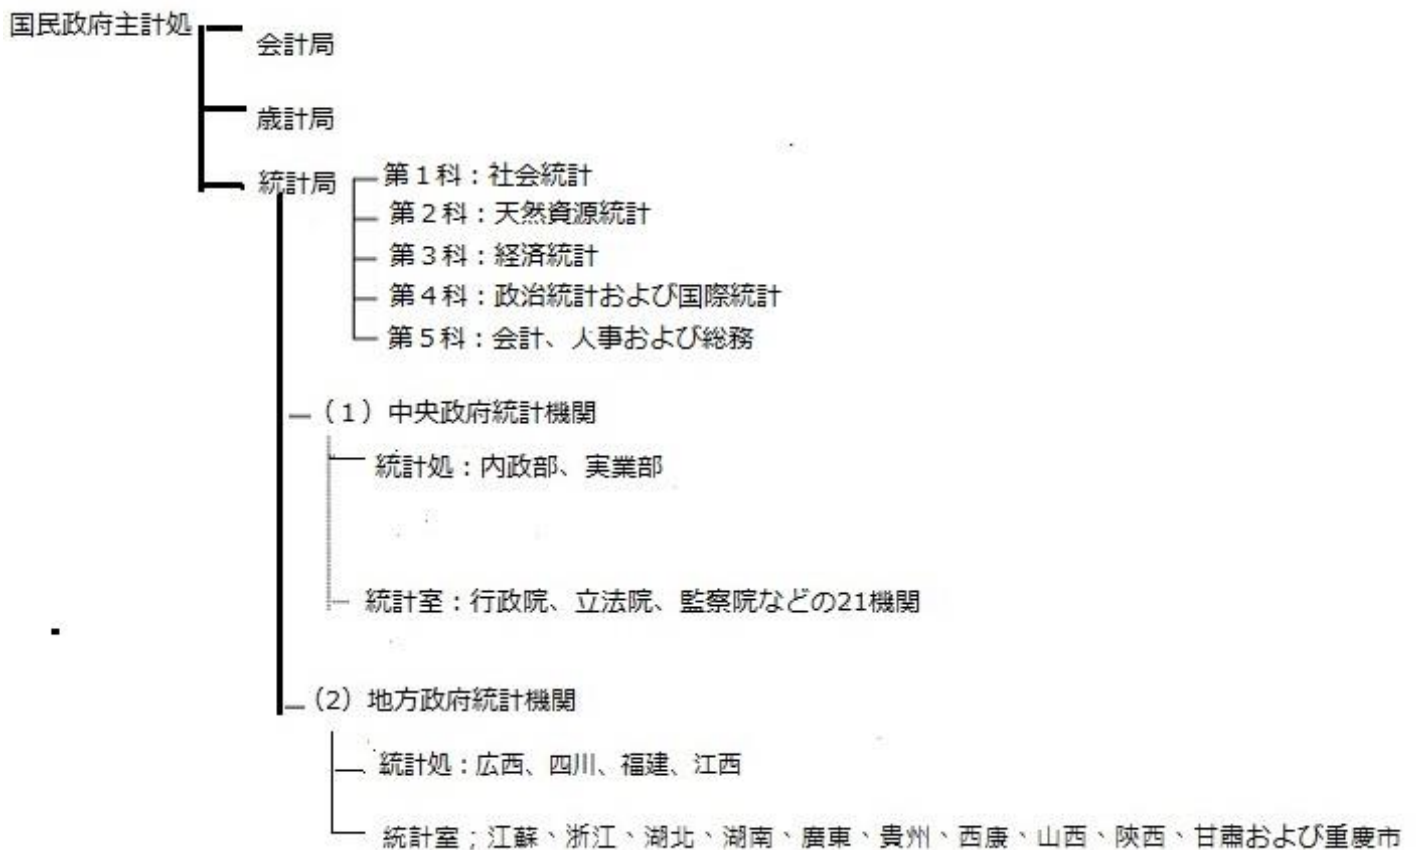 国民政府主計処
会計局
歳計局
統計局
第1科：社会統計
第2科：天然資源統計
第3科：経済統計
第4科：政治統計および国際統計
第5科：会計、人事および総務
（1）中央政府統計機関
統計処：内政部、実業部
統計室：行政院、立法院、監察院などの21機関
（2）地方政府統計機関
統計処：広西、四川、福建、江西
統計室；江蘇、浙江、湖北、湖南、廣東、貴州、西康、山西、陝西、甘粛および重慶市